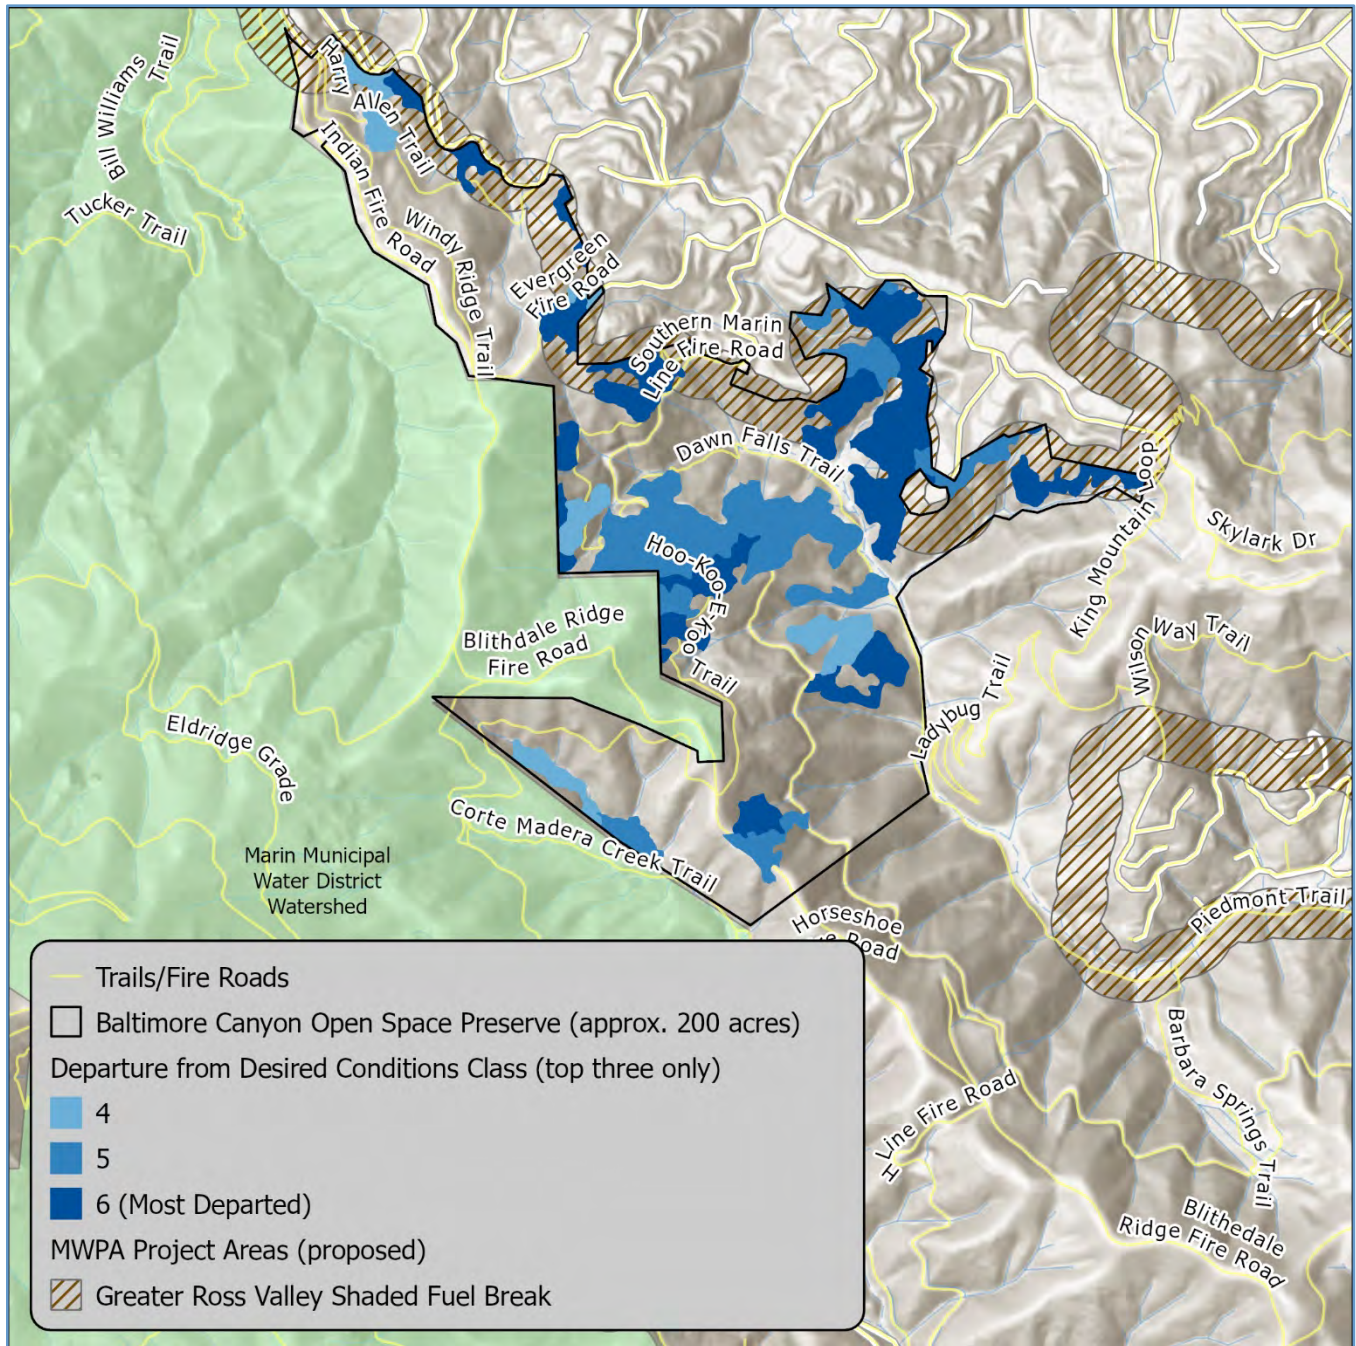 Bill Williams
Trail
Harry
Allen Trail
Tucker Trail
Indian Fire Road
Windy Ridge Trail
Evergreen
Fire Road
Southern Marin
Line Fire Road
Dawn Falls Trail
Hoo-Koo-E-Koo Trail
Loop
King Mountain
Skylark Dr
Blithdale Ridge
Fire Road
Wilson
Way Trail
Ladybug Trail
Eldridge Grade
Corte Madera Creek Trail
Marin Municipal
Water District
Watershed
Horseshoe
Road
Piedmont Trail
Barbara Springs Trail
H
Line Fire Road
Blithedale
Ridge Fire Road
Trails/Fire Roads
Baltimore Canyon Open Space Preserve (approx. 200 acres)
Departure from Desired Conditions Class (top three only)
4
5
6 (Most Departed)
MWPA Project Areas (proposed)
Greater Ross Valley Shaded Fuel Break